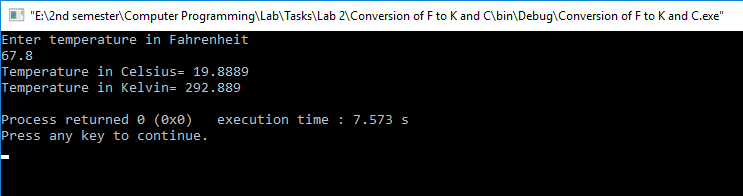 "E:\2nd semester\Computer Programming\Lab\Tasks\Lab 2\Conversion of F to K and C\bin\Debug\Conversion of F to K and C.exe"
Enter temperature in Fahrenheit
67.8
Temperature in Celsius= 19.8889
Temperature in Kelvin= 292.889
Process returned 0 (0x0)   execution time : 7.573 s
Press any key to continue.